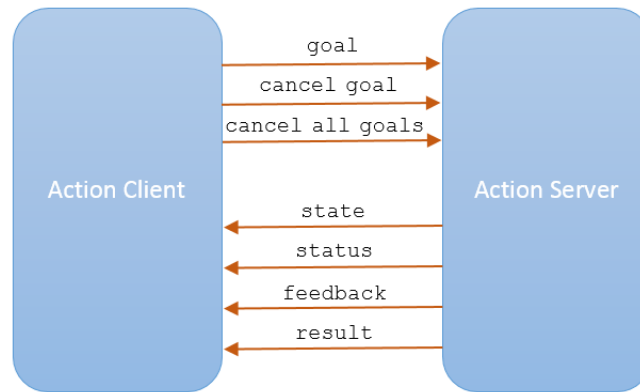 goal
cancel goal
cancel all goals
Action Client
Action Server
state
status
feedback
result